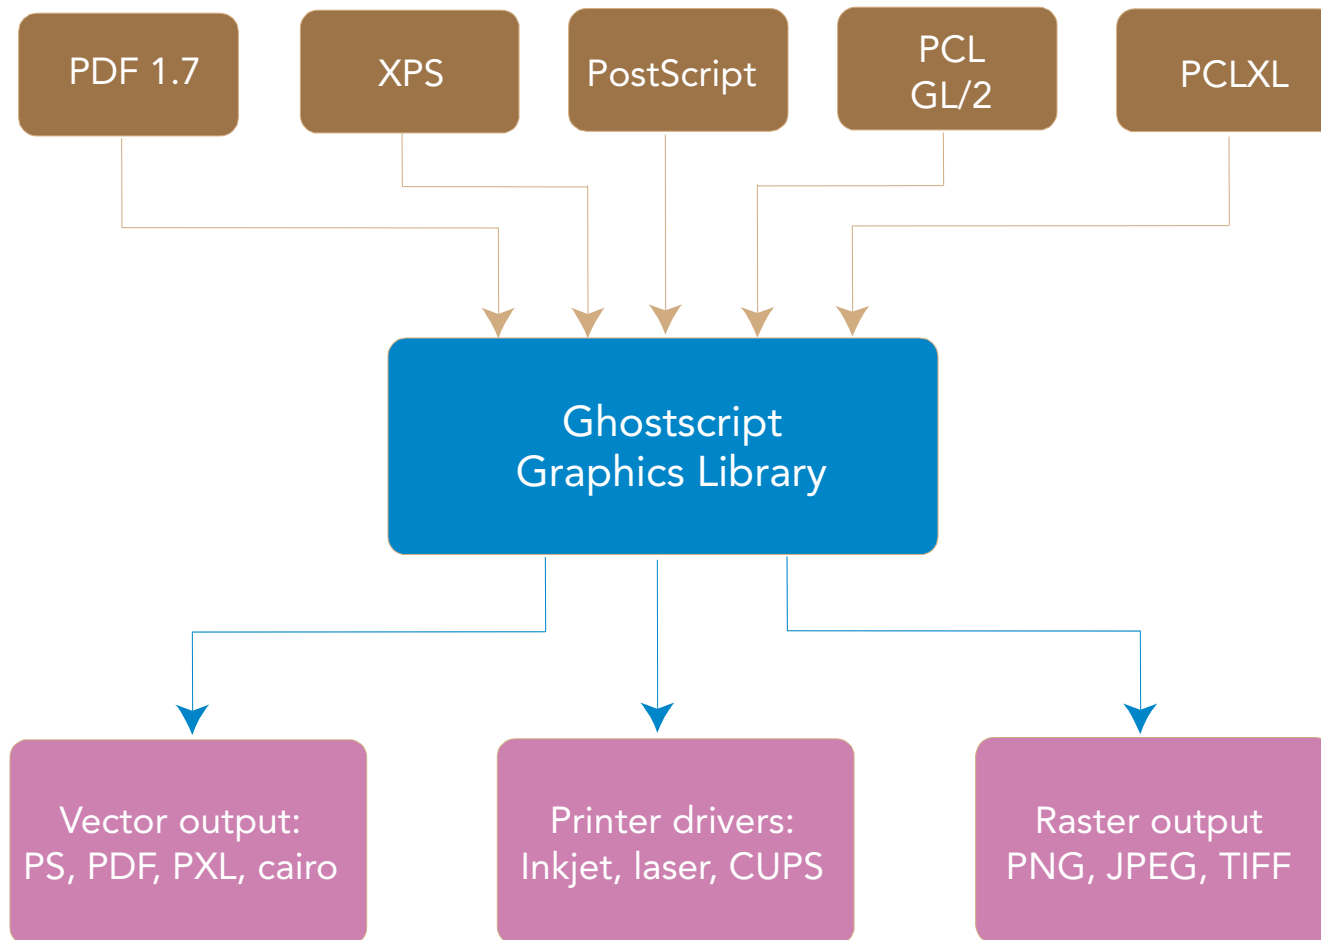 PDF 1.7
XPS
PostScript
PCL
GL/2
PCLXL
Ghostscript
Graphics Library
Vector output:
PS, PDF, PXL, cairo
Printer drivers:
Inkjet, laser, CUPS
Raster output
PNG, JPEG, TIFF